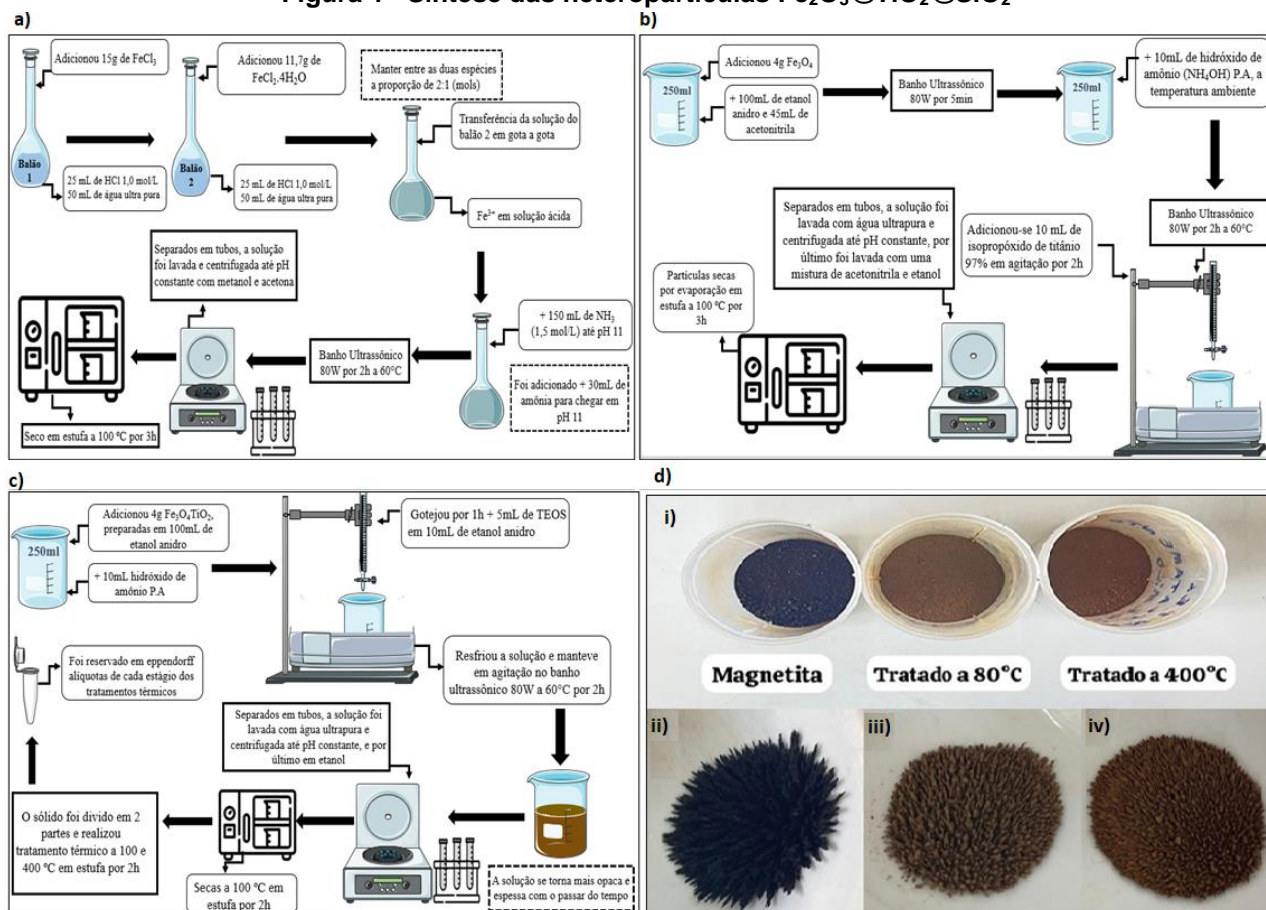 a)
Adicionou 15g de FeCl₃
Adicionou 11,7g de
FeCl₂.4H₂O
Manter entre as duas espécies
a proporção de 2:1 (mols)
Transferência da solução do
balão 2 em gota a gota
Balão
1
Balão
2
25 mL de HCl 1,0 mol/L
50 mL de água ultra pura
25 mL de HCl 1,0 mol/L
50 mL de água ultra pura
Fe³⁺ em solução ácida
Separados em tubos, a solução
foi lavada e centrifugada até pH
constante com metanol e acetona
+ 150 mL de NH₃
(1,5 mol/L) até pH 11
Banho Ultrassônico
80W por 2h a 60°C
Foi adicionado + 30mL de
amônia para chegar em
pH 11
Seco em estufa a 100 ºC por 3h
b)
Adicionou 4g Fe₃O₄
250ml
+ 100mL de etanol
anidro e 45mL de
acetonitrila
Banho Ultrassônico
80W por 5min
250ml
+ 10mL de hidróxido de
amônio (NH₄OH) P.A, a
temperatura ambiente
Banho Ultrassônico
80W por 2h a 60°C
Separados em tubos, a solução foi
lavada com água ultrapura e
centrifugada até pH constante, por
último foi lavada com uma
mistura de acetonitrila e etanol
Adicionou-se 10 mL de
isopropóxido de titânio
97% em agitação por 2h
Partículas secas
por evaporação em
estufa a 100 ºC por
3h
c)
Adicionou 4g Fe₃O₄TiO₂,
preparadas em 100mL de
etanol anidro
250ml
+ 10mL hidróxido de
amônio P.A
Gotejou por 1h + 5mL de TEOS
em 10mL de etanol anidro
Foi reservado em eppendorff
alíquotas de cada estágio dos
tratamentos térmicos
Resfriou a solução e manteve
em agitação no banho
ultrassônico 80W a 60°C por 2h
Separados em tubos, a solução foi
lavada com água ultrapura e
centrifugada até pH constante, e por
último em etanol
O sólido foi divido em 2
partes e realizou
tratamento térmico a 100 e
400 ºC em estufa por 2h
Secas a 100 ºC em
estufa por 2h
A solução se torna mais opaca e
espessa com o passar do tempo
d)
i)
Magnetita
Tratado a 80°C
Tratado a 400°C
ii)
iii)
iv)